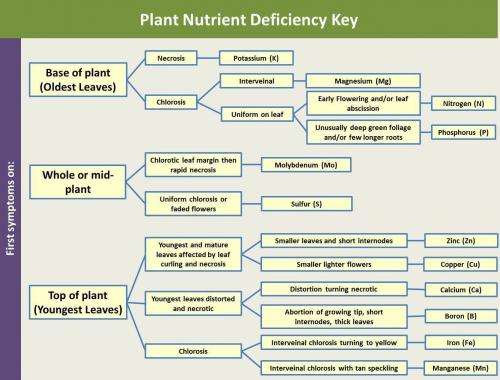 Plant Nutrient Deficiency Key
First symptoms on:
Base of plant
(Oldest Leaves)
Necrosis
Potassium (K)
Chlorosis
Interveinal
Magnesium (Mg)
Uniform on leaf
Early Flowering and/or leaf
abscission
Nitrogen (N)
Unusually deep green foliage
and/or few longer roots
Phosphorus (P)
Whole or mid-
plant
Chlorotic leaf margin then
rapid necrosis
Molybdenum (Mo)
Uniform chlorosis or
faded flowers
Sulfur (S)
Top of plant
(Youngest Leaves)
Youngest and mature
leaves affected by leaf
curling and necrosis
Smaller leaves and short internodes
Zinc (Zn)
Smaller lighter flowers
Copper (Cu)
Youngest leaves distorted
and necrotic
Distortion turning necrotic
Calcium (Ca)
Abortion of growing tip, short
internodes, thick leaves
Boron (B)
Chlorosis
Interveinal chlorosis turning to yellow
Iron (Fe)
Interveinal chlorosis with tan speckling
Manganese (Mn)